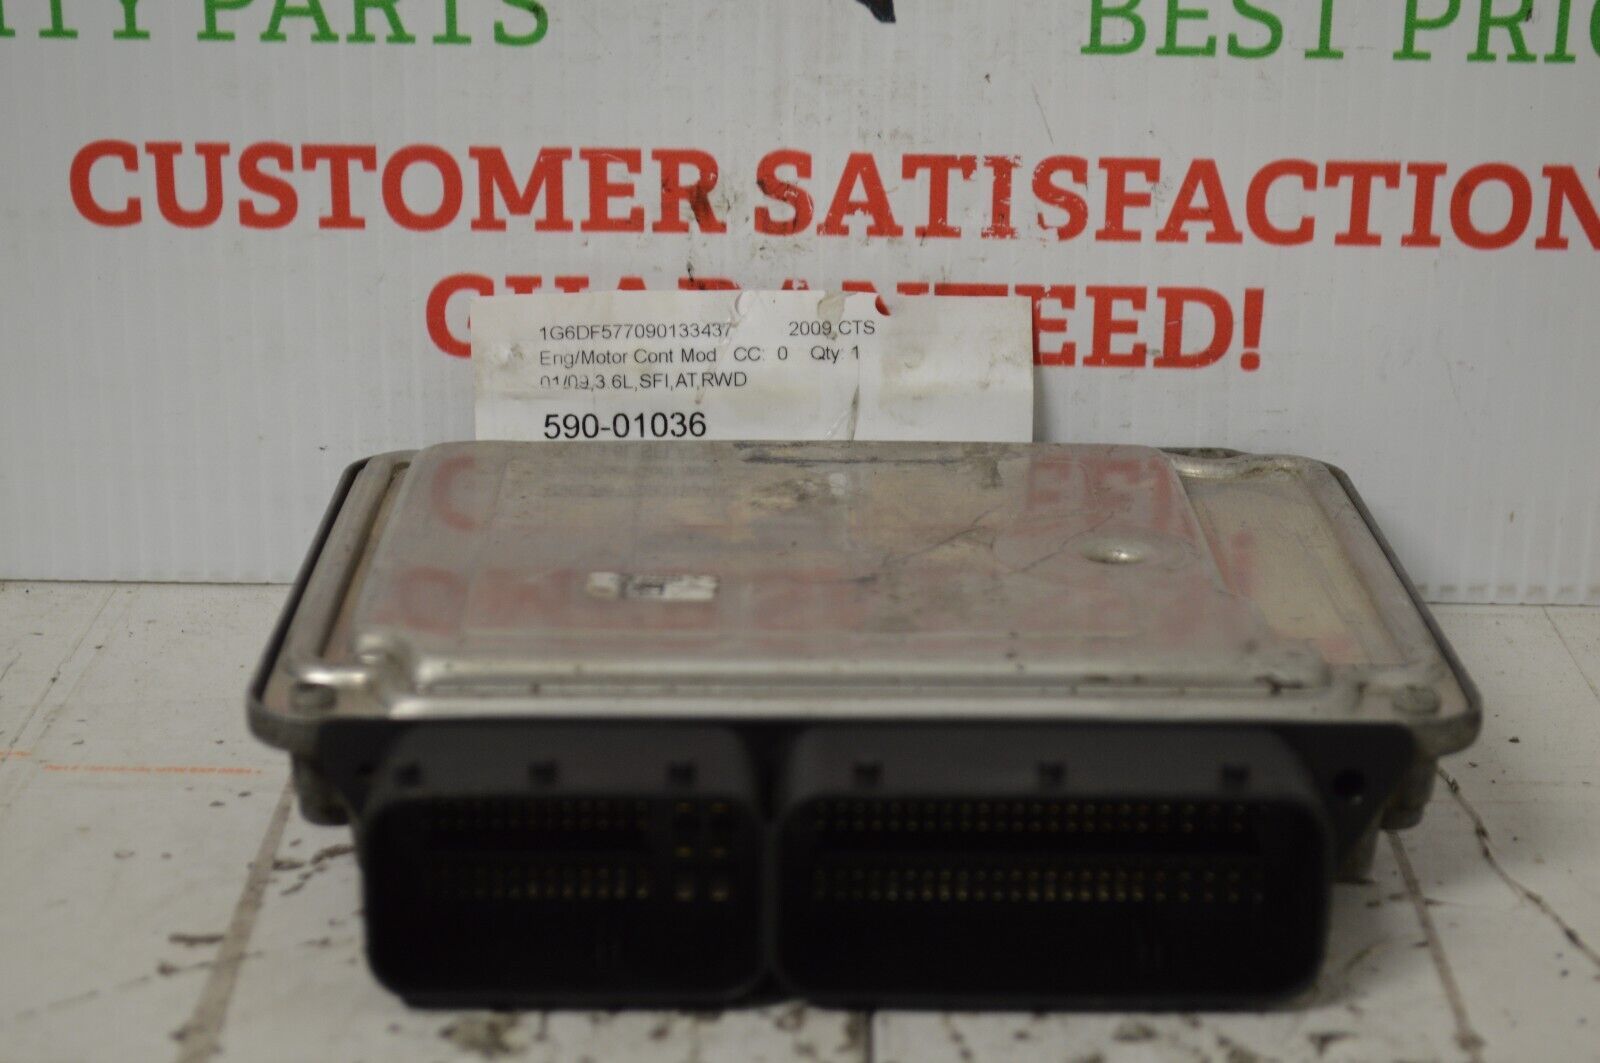 TY PARTS
BEST PRIC
CUSTOMER SATISFACTION
GUARANTEED!
1G6DF577090133437 2009,CTS
Eng/Motor Cont Mod CC: 0 Qty: 1
01/09,3.6L,SFI,AT,RWD
590-01036